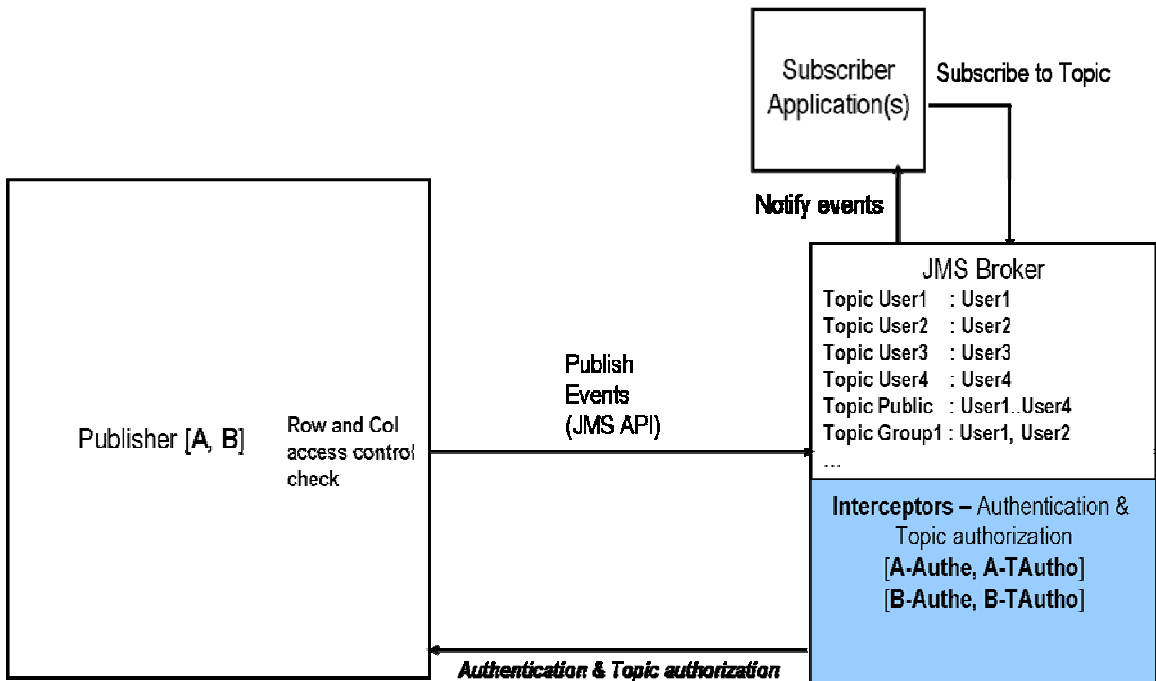 Subscriber
Application(s)
Subscribe to Topic
Notify events
JMS Broker
Topic User1 : User1
Topic User2 : User2
Topic User3 : User3
Topic User4 : User4
Topic Public : User1..User4
Topic Group1 : User1, User2
...
Publish
Events
(JMS API)
Publisher [A, B]
Row and Col
access control
check
Interceptors – Authentication &
Topic authorization
[A-Authe, A-TAutho]
[B-Authe, B-TAutho]
Authentication & Topic authorization